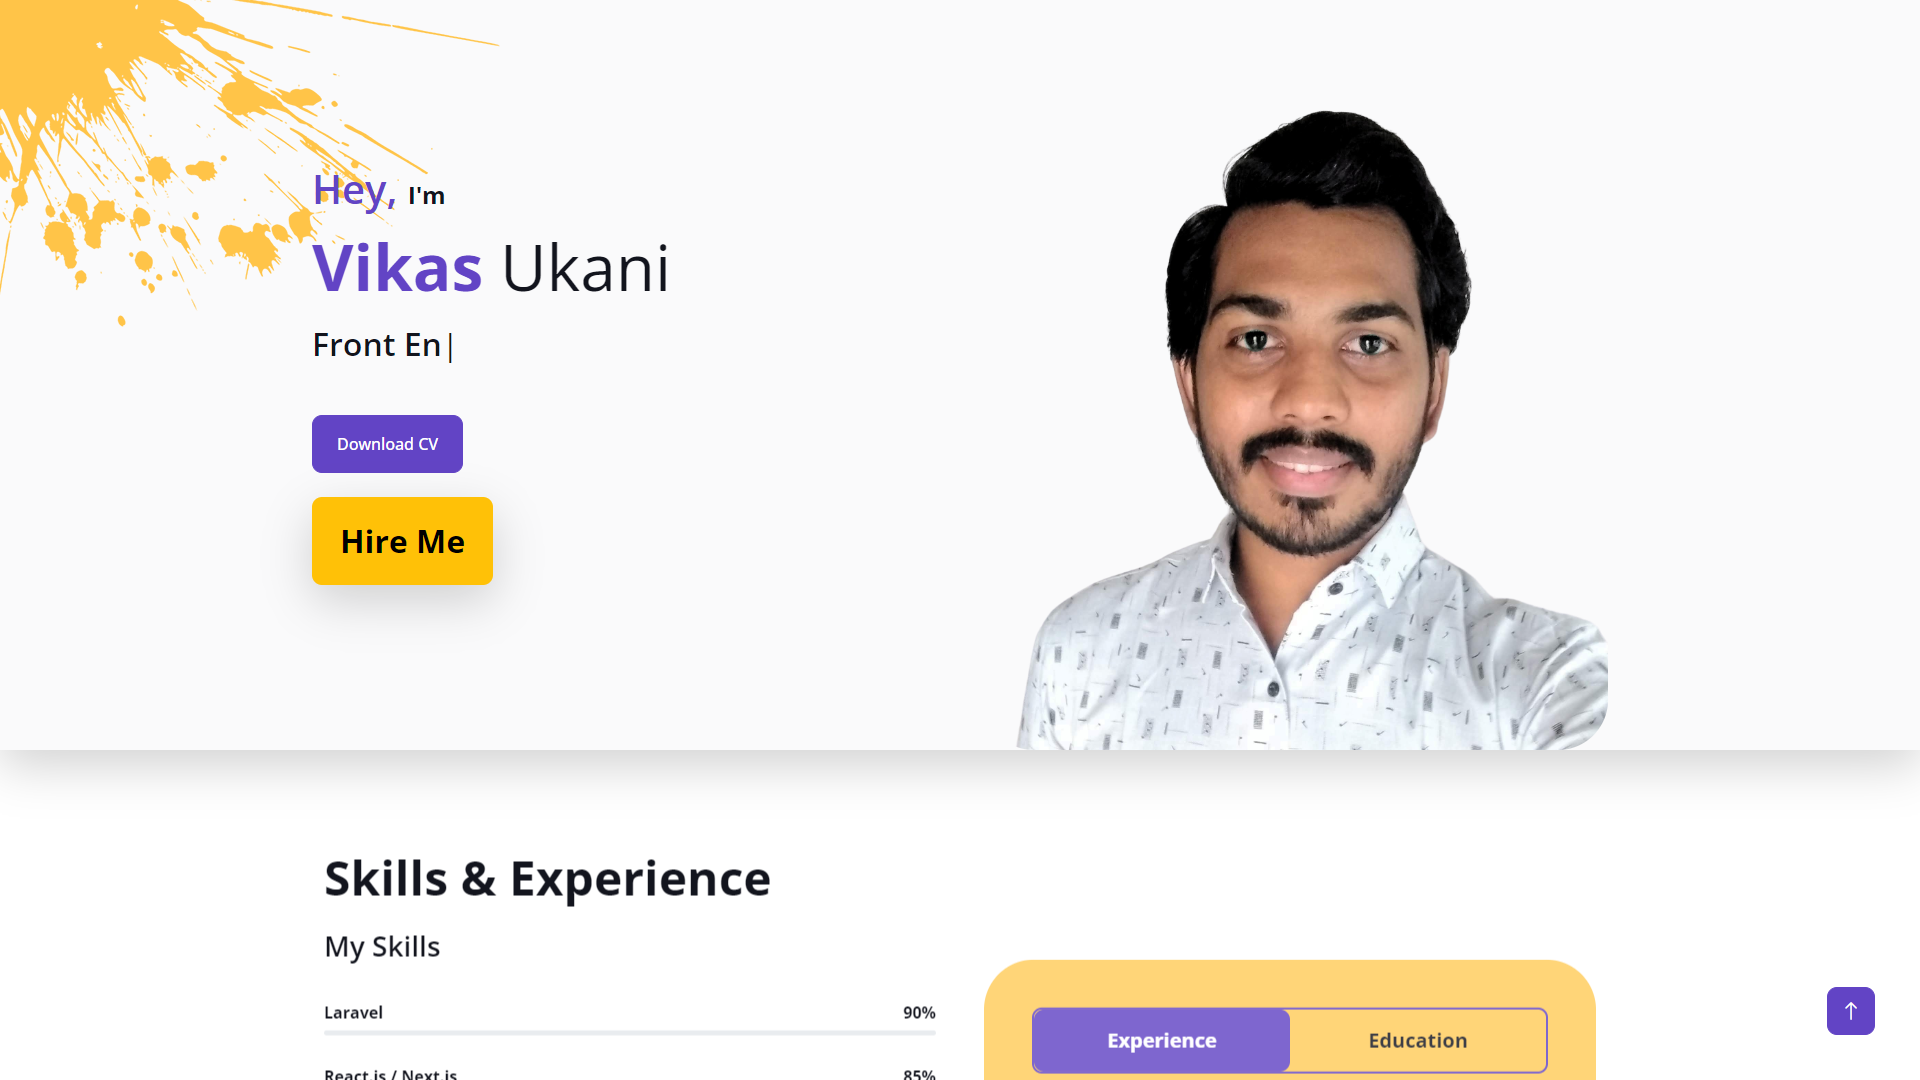 Hey, I'm
Vikas Ukani
Front En|
Download CV
Hire Me
Skills & Experience
My Skills
Laravel 90%
React.js / Next.js 85%
Experience Education